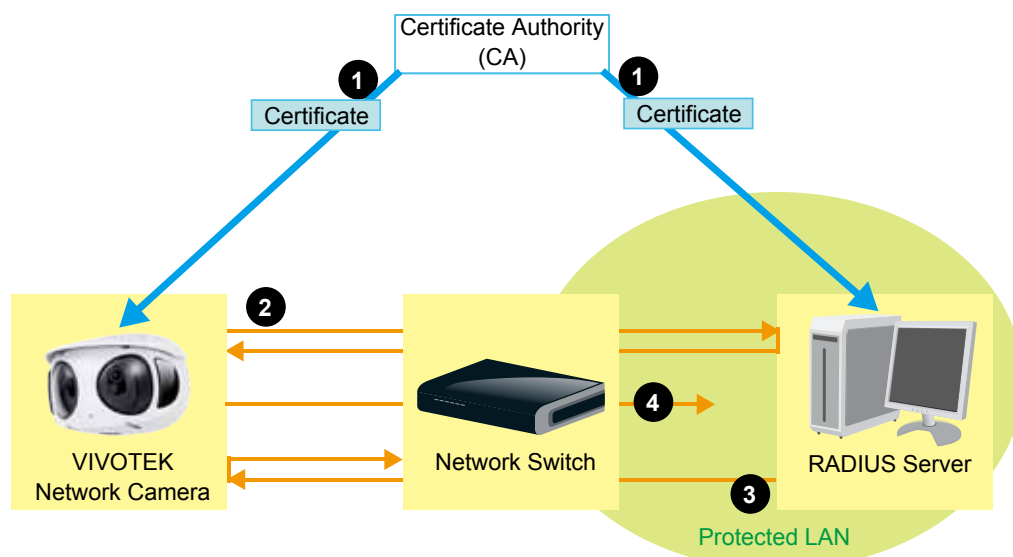 Certificate Authority
(CA)
1
1
Certificate
Certificate
2
4
VIVOTEK
Network Camera
Network Switch
RADIUS Server
3
Protected LAN